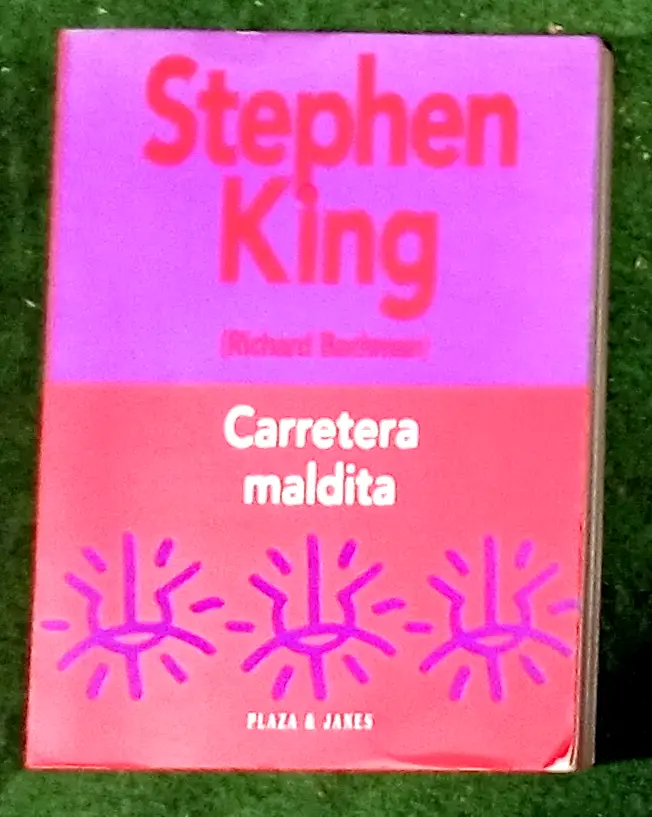 Stephen
King
(Richard Bachman)
Carretera
maldita
PLAZA & JANES